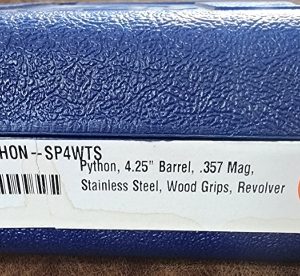 HON--SP4WTS
Python, 4.25" Barrel, .357 Mag,
Stainless Steel, Wood Grips, Revolver